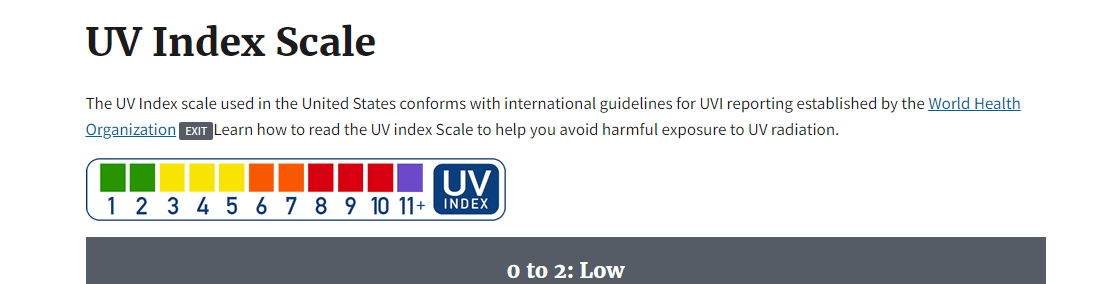 UV Index Scale
The UV Index scale used in the United States conforms with international guidelines for UVI reporting established by the World Health
Organization EXIT Learn how to read the UV index Scale to help you avoid harmful exposure to UV radiation.
1 2 3 4 5 6 7 8 9 10 11+ UV INDEX
0 to 2: Low